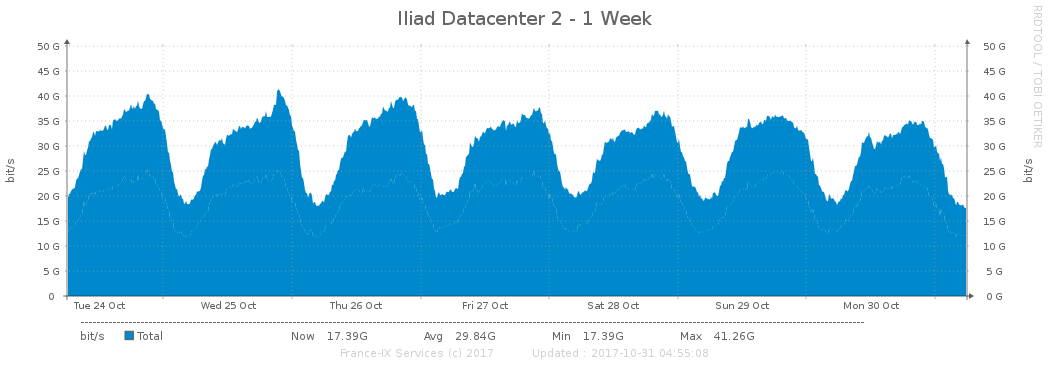 Iliad Datacenter 2 - 1 Week
RRDTOOL / TOBI OETIKER
50 G 50 G
45 G 45 G
40 G 40 G
35 G 35 G
30 G 30 G
25 G 25 G
20 G 20 G
15 G 15 G
10 G 10 G
5 G 5 G
0 0 G
bit/s bit/s
Tue 24 Oct Wed 25 Oct Thu 26 Oct Fri 27 Oct Sat 28 Oct Sun 29 Oct Mon 30 Oct
bit/s Total Now 17.39G Avg 29.84G Min 17.39G Max 41.26G
France-IX Services (c) 2017 Updated : 2017-10-31 04:55:08